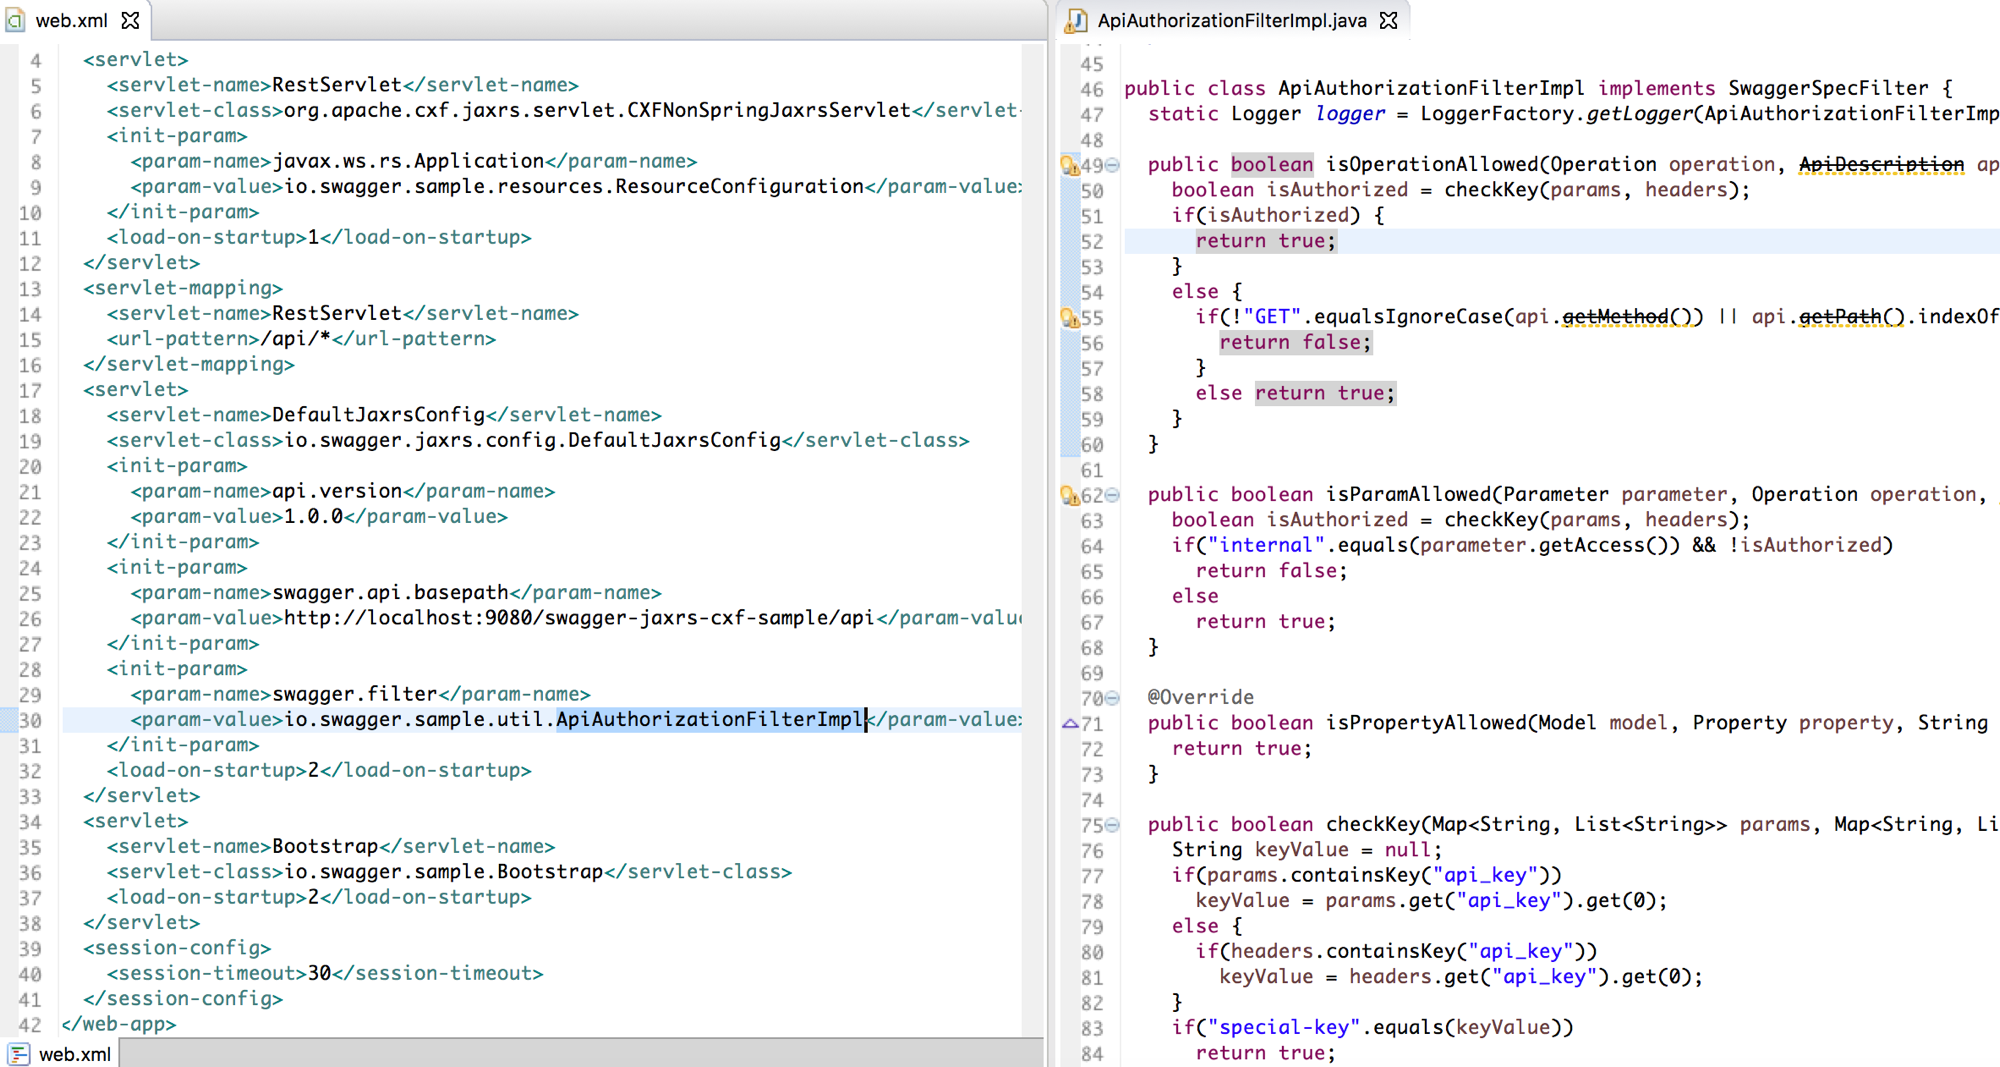 web.xml
4 <servlet>
5 <servlet-name>RestServlet</servlet-name>
6 <servlet-class>org.apache.cxf.jaxrs.servlet.CXFNonSpringJaxrsServlet</servlet-
7 <init-param>
8 <param-name>javax.ws.rs.Application</param-name>
9 <param-value>io.swagger.sample.resources.ResourceConfiguration</param-value>
10 </init-param>
11 <load-on-startup>1</load-on-startup>
12 </servlet>
13 <servlet-mapping>
14 <servlet-name>RestServlet</servlet-name>
15 <url-pattern>/api/*</url-pattern>
16 </servlet-mapping>
17 <servlet>
18 <servlet-name>DefaultJaxrsConfig</servlet-name>
19 <servlet-class>io.swagger.jaxrs.config.DefaultJaxrsConfig</servlet-class>
20 <init-param>
21 <param-name>api.version</param-name>
22 <param-value>1.0.0</param-value>
23 </init-param>
24 <init-param>
25 <param-name>swagger.api.basepath</param-name>
26 <param-value>http://localhost:9080/swagger-jaxrs-cxf-sample/api</param-valu
27 </init-param>
28 <init-param>
29 <param-name>swagger.filter</param-name>
30 <param-value>io.swagger.sample.util.ApiAuthorizationFilterImpl</param-value>
31 </init-param>
32 <load-on-startup>2</load-on-startup>
33 </servlet>
34 <servlet>
35 <servlet-name>Bootstrap</servlet-name>
36 <servlet-class>io.swagger.sample.Bootstrap</servlet-class>
37 <load-on-startup>2</load-on-startup>
38 </servlet>
39 <session-config>
40 <session-timeout>30</session-timeout>
41 </session-config>
42 </web-app>
web.xml
ApiAuthorizationFilterImpl.java
45
46 public class ApiAuthorizationFilterImpl implements SwaggerSpecFilter {
47 static Logger logger = LoggerFactory.getLogger(ApiAuthorizationFilterImp
48
49 public boolean isOperationAllowed(Operation operation, ApiDescription ap
50 boolean isAuthorized = checkKey(params, headers);
51 if(isAuthorized) {
52 return true;
53 }
54 else {
55 if(!"GET".equalsIgnoreCase(api.getMethod()) || api.getPath().indexOf
56 return false;
57 }
58 else return true;
59 }
60 }
61
62 public boolean isParamAllowed(Parameter parameter, Operation operation,
63 boolean isAuthorized = checkKey(params, headers);
64 if("internal".equals(parameter.getAccess()) && !isAuthorized)
65 return false;
66 else
67 return true;
68 }
69
70 @Override
71 public boolean isPropertyAllowed(Model model, Property property, String
72 return true;
73 }
74
75 public boolean checkKey(Map<String, List<String>> params, Map<String, Li
76 String keyValue = null;
77 if(params.containsKey("api_key"))
78 keyValue = params.get("api_key").get(0);
79 else {
80 if(headers.containsKey("api_key"))
81 keyValue = headers.get("api_key").get(0);
82 }
83 if("special-key".equals(keyValue))
84 return true;